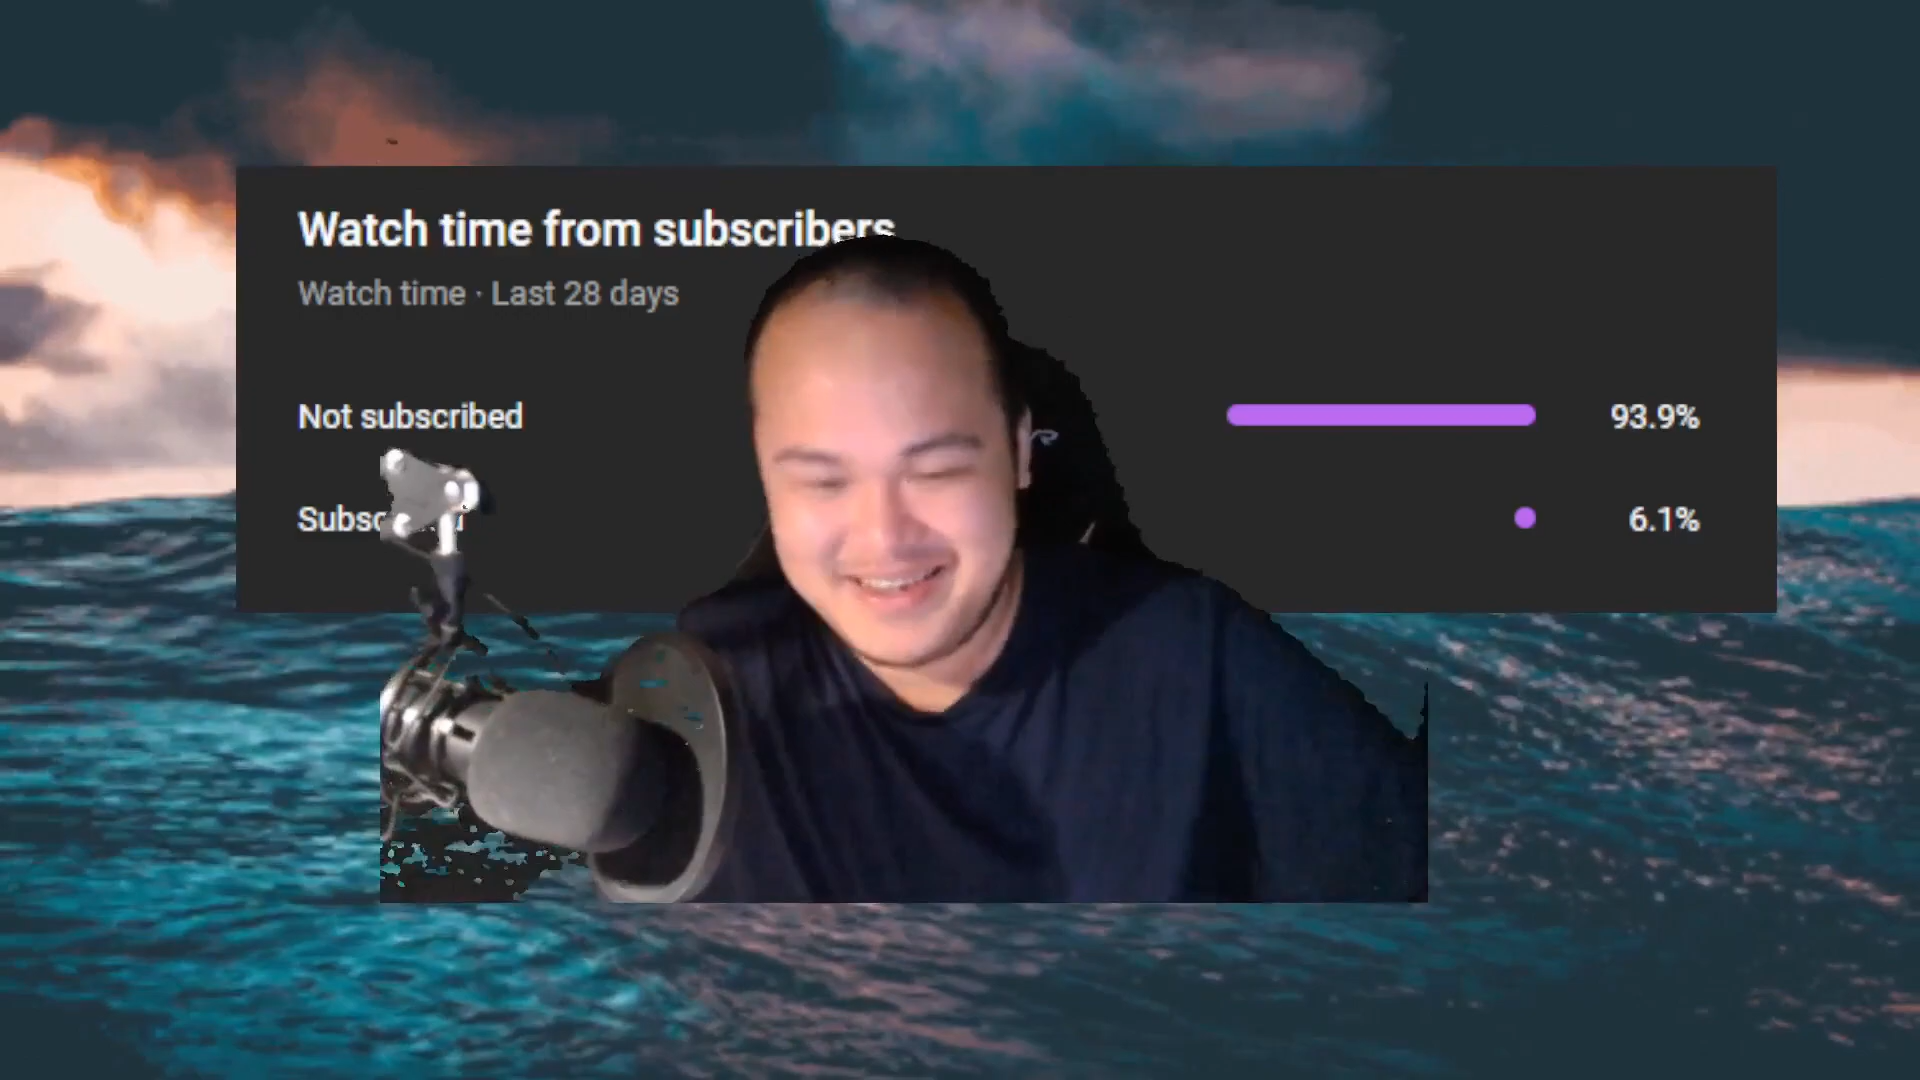 Watch time from subscribers
Watch time · Last 28 days
Not subscribed 93.9%
6.1%